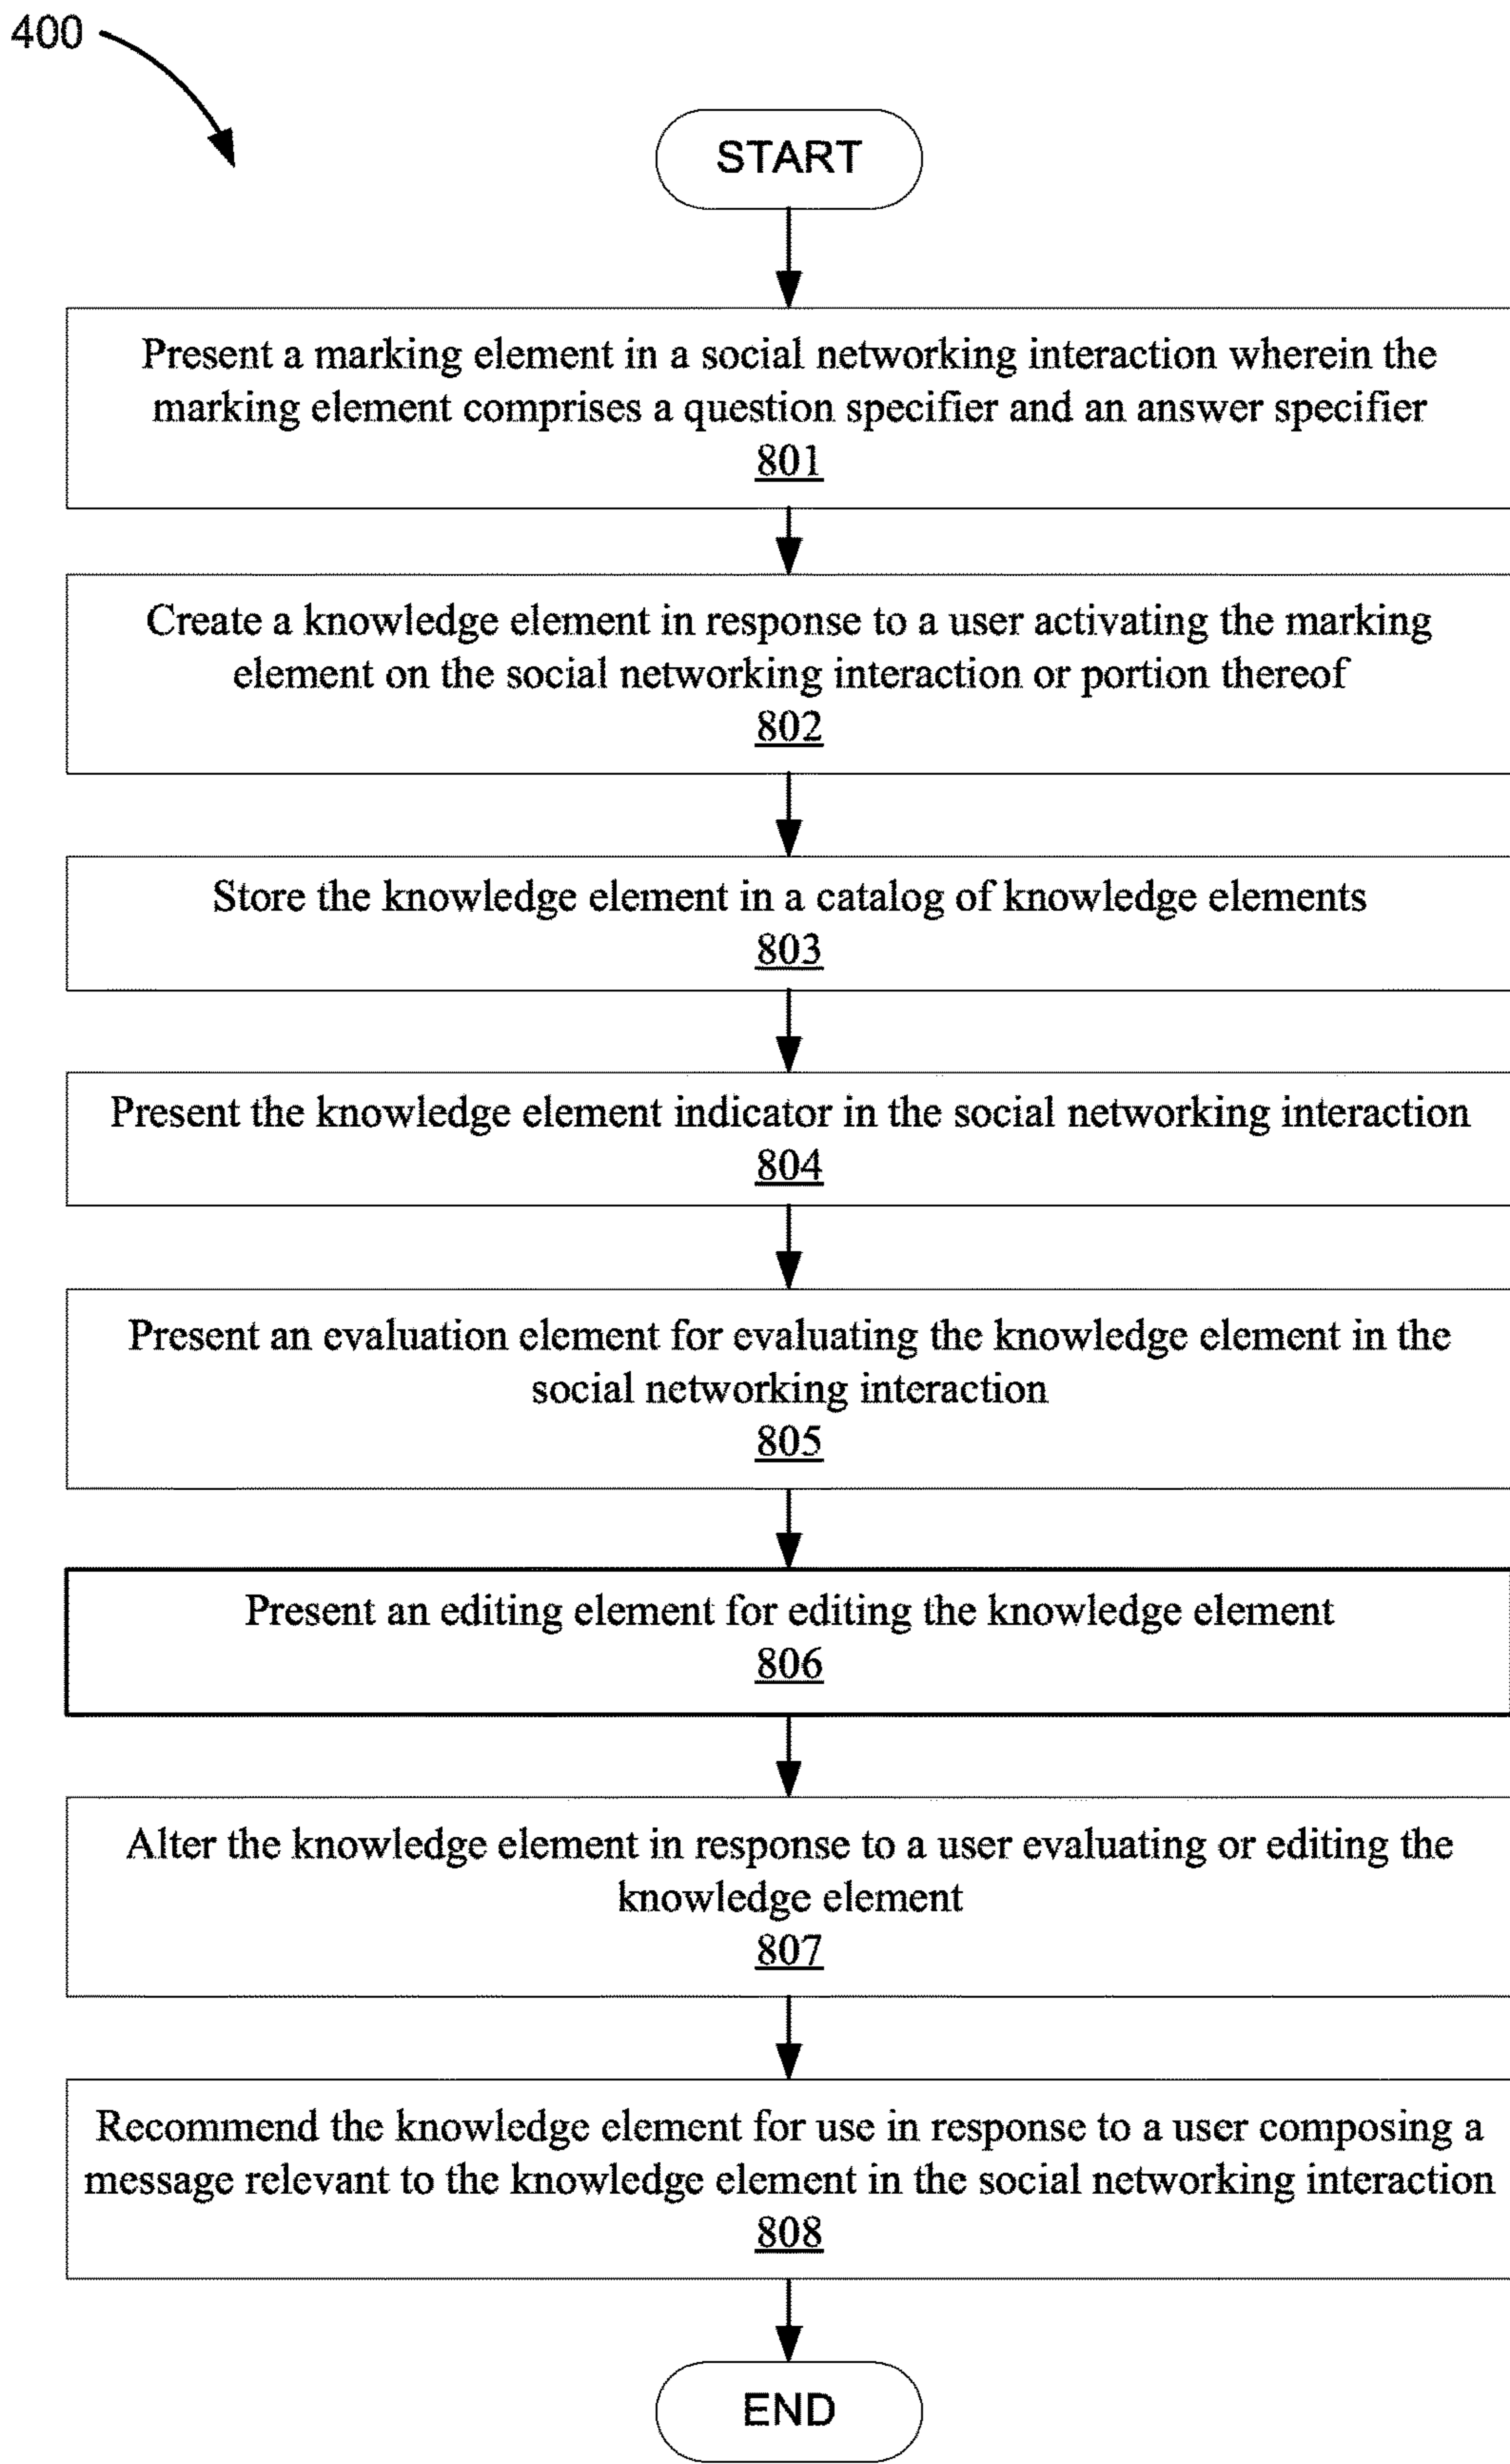 400
START
Present a marking element in a social networking interaction wherein the
marking element comprises a question specifier and an answer specifier
801
Create a knowledge element in response to a user activating the marking
element on the social networking interaction or portion thereof
802
Store the knowledge element in a catalog of knowledge elements
803
Present the knowledge element indicator in the social networking interaction
804
Present an evaluation element for evaluating the knowledge element in the
social networking interaction
805
Present an editing element for editing the knowledge element
806
Alter the knowledge element in response to a user evaluating or editing the
knowledge element
807
Recommend the knowledge element for use in response to a user composing a
message relevant to the knowledge element in the social networking interaction
808
END